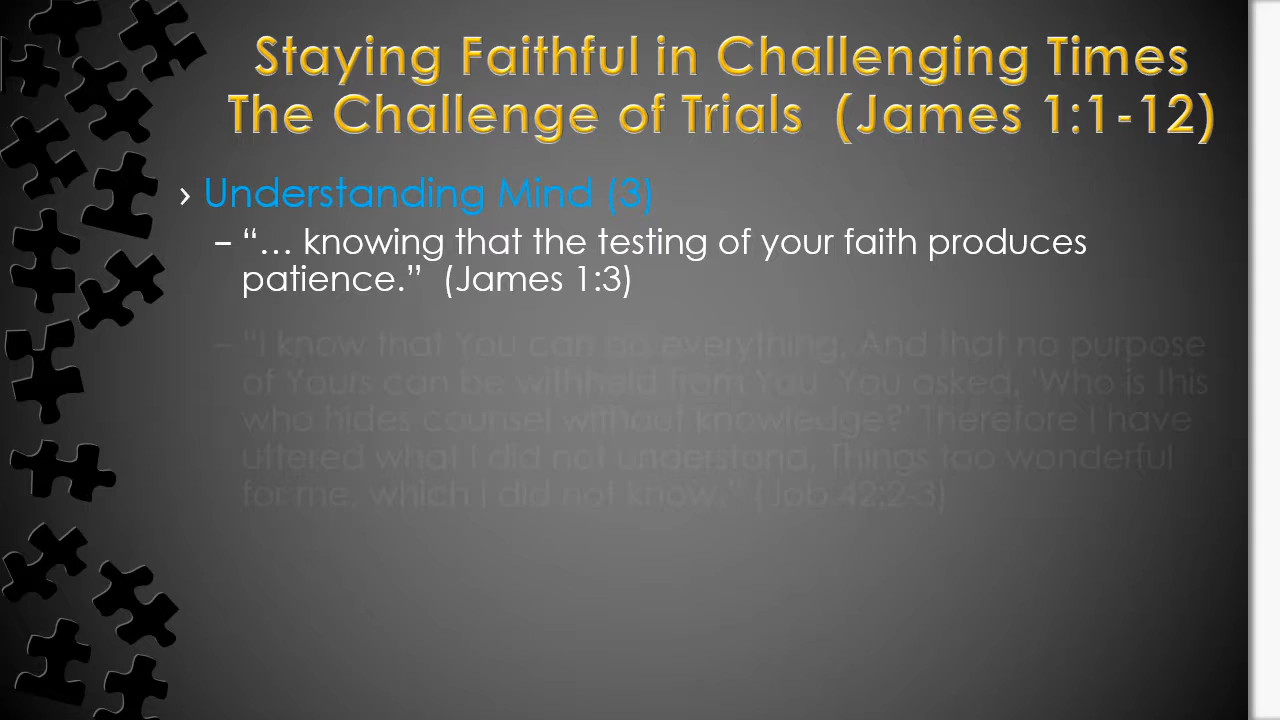 Staying Faithful in Challenging Times
The Challenge of Trials (James 1:1-12)
› Understanding Mind (3)
– “… knowing that the testing of your faith produces
patience.” (James 1:3)
– “I know that You can do everything, And that no purpose
of Yours can be withheld from You. You asked, 'Who is this
who hides counsel without knowledge?' Therefore I have
uttered what I did not understand, Things too wonderful
for me, which I did not know.” (Job 42:2-3)